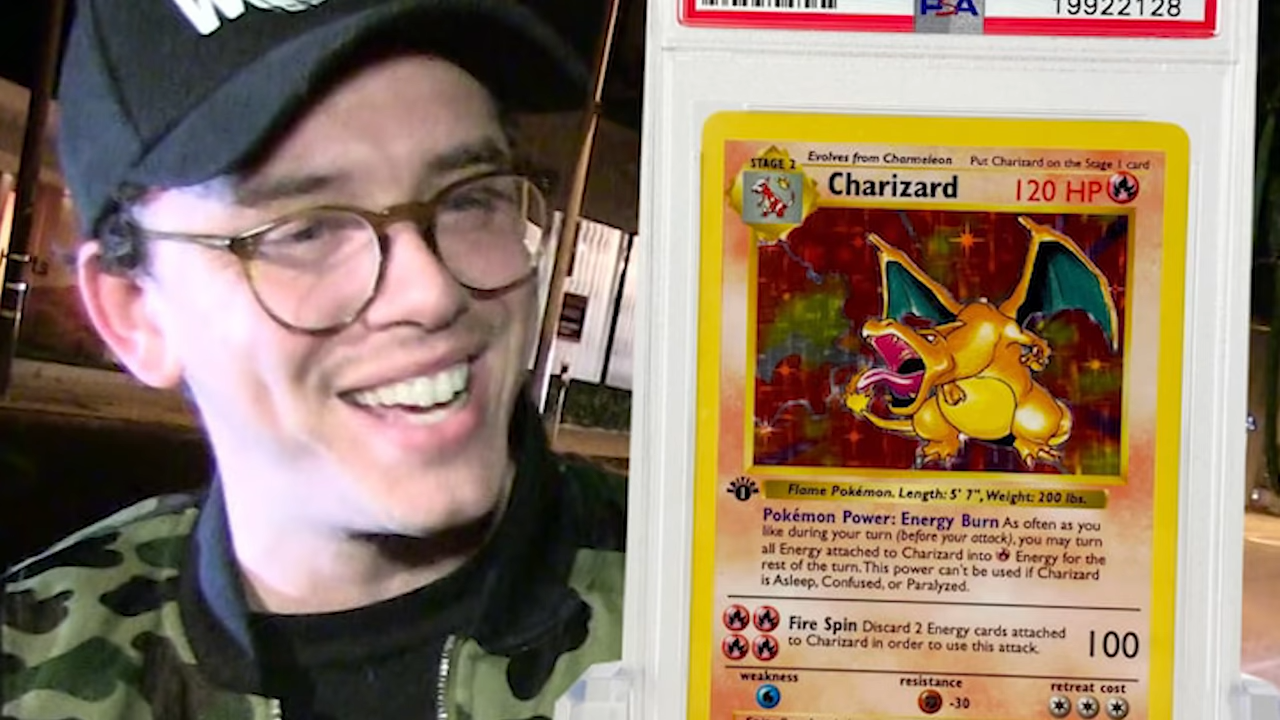 PSA
19922128
STAGE 2
Evolves from Charmeleon
Put Charizard on the Stage 1 card
Charizard
120 HP
EDITION
1
Flame Pokémon. Length: 5' 7", Weight: 200 lbs.
Pokémon Power: Energy Burn As often as you
like during your turn (before your attack), you may turn
all Energy attached to Charizard into Energy for the
rest of the turn. This power can't be used if Charizard
is Asleep, Confused, or Paralyzed.
Fire Spin Discard 2 Energy cards attached
to Charizard in order to use this attack.
100
weakness
resistance
-30
retreat cost